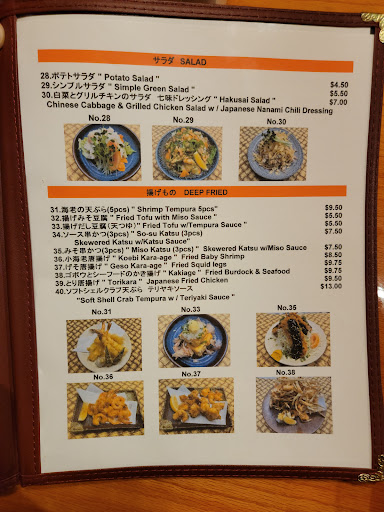 サラダ SALAD
28.ポテトサラダ " Potato Salad "
29.シンプルサラダ " Simple Green Salad " $4.50
30.白菜とグリルチキンのサラダ 七味ドレッシング " Hakusai Salad " $5.50
Chinese Cabbage & Grilled Chicken Salad w / Japanese Nanami Chili Dressing $7.00
No.28 No.29 No.30
揚げもの DEEP FRIED
31.海老の天ぷら(5pcs) " Shrimp Tempura 5pcs" $9.50
32.揚げみそ豆腐 " Fried Tofu with Miso Sauce " $5.50
33.揚げだし豆腐(天つゆ) " Fried Tofu w/Tempura Sauce " $5.50
34.ソース串かつ(3pcs) " So-su Katsu (3pcs) $7.50
Skewered Katsu w/Katsu Sauce"
35.みそ串かつ(3pcs) " Miso Katsu (3pcs) " Skewered Katsu w/Miso Sauce $7.50
36.小海老唐揚げ " Koebi Kara-age " Fried Baby Shrimp $8.50
37.げそ唐揚げ " Geso Kara-age " Fried Squid legs $9.75
38.ゴボウとシーフードのかき揚げ " Kakiage " Fried Burdock & Seafood $9.75
39.とり唐揚げ " Torikara " Japanese Fried Chicken $9.50
40.ソフトシェルクラブ天ぷら テリヤキソース $13.00
"Soft Shell Crab Tempura w / Teriyaki Sauce "
No.31 No.33 No.35
No.36 No.37 No.38